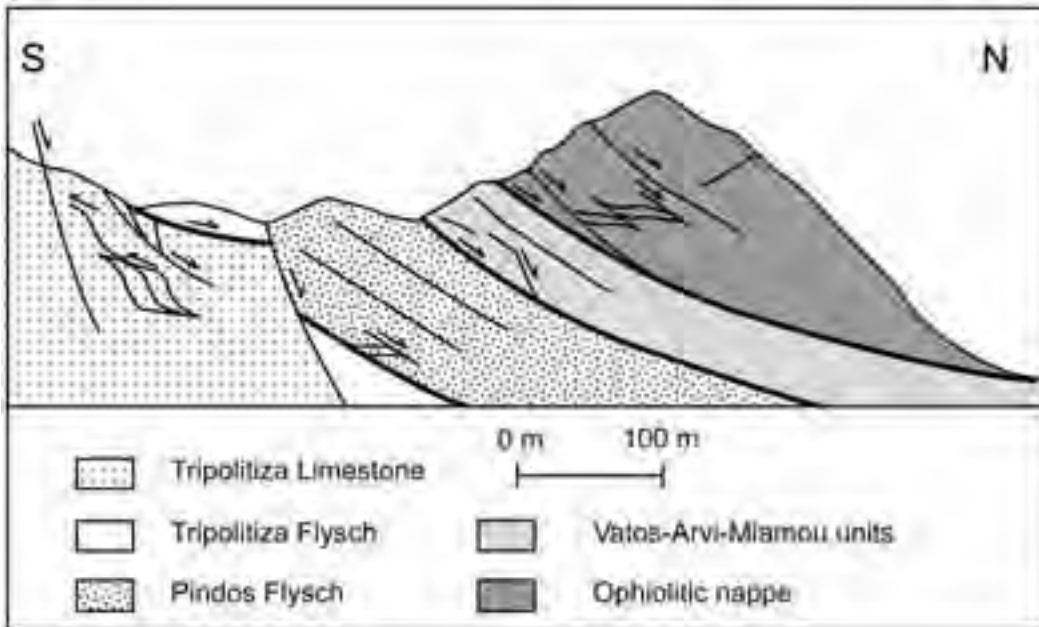 S N
0 m 100 m
Tripolitiza Limestone
Tripolitiza Flysch
Pindos Flysch
Vatos-Arvi-Miamou units
Ophiolitic nappe